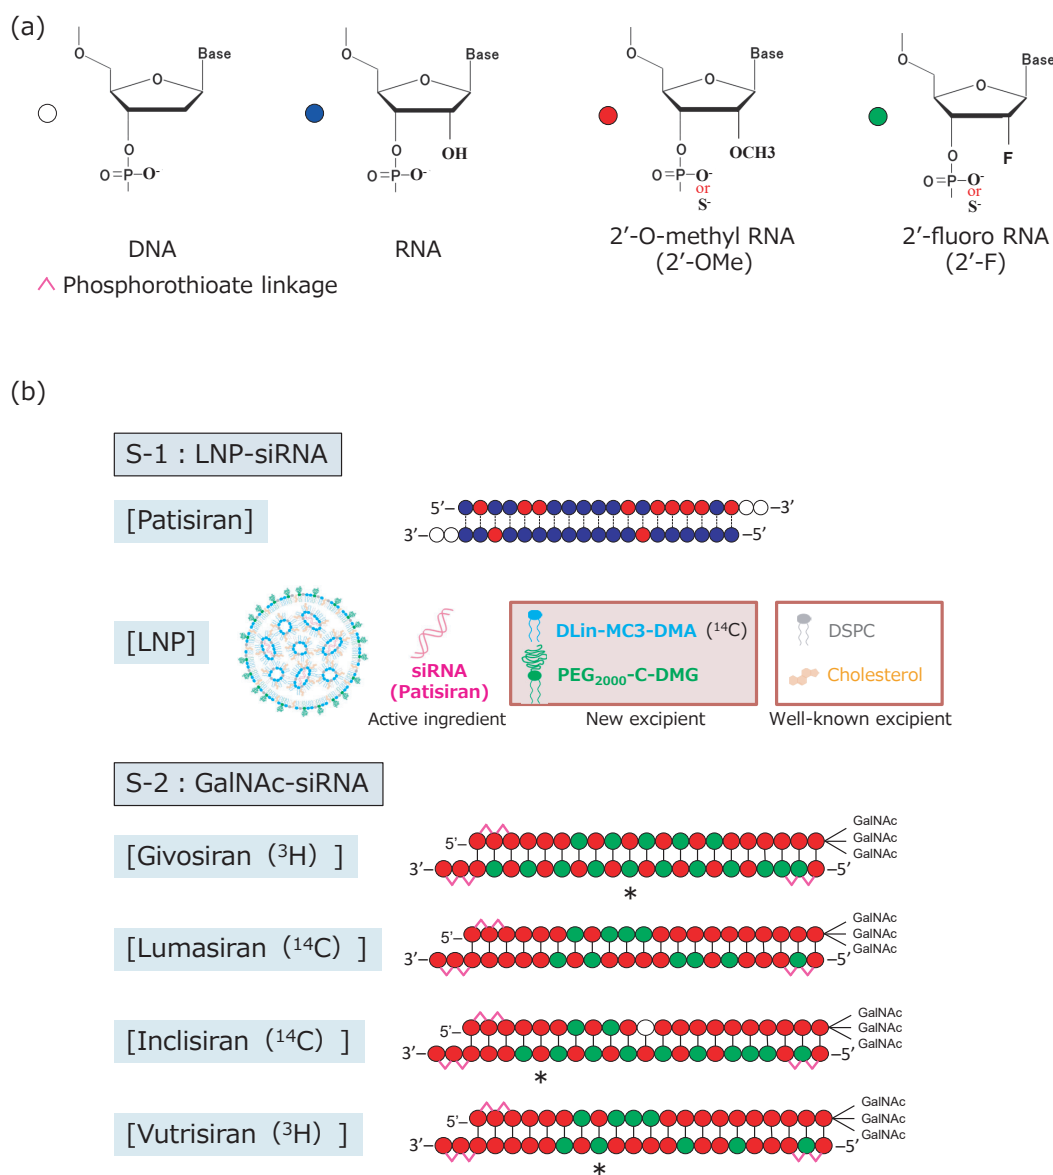 (a)
O
Base
O
O
O=P–O⁻
DNA
O
Base
O
O
OH
O=P–O⁻
RNA
O
Base
O
O
OCH3
O=P–O⁻
or
S⁻
2′-O-methyl RNA
(2′-OMe)
O
Base
O
O
F
O=P–O⁻
or
S⁻
2′-fluoro RNA
(2′-F)
Phosphorothioate linkage
(b)
S-1 : LNP-siRNA
[Patisiran]
5′– –3′
3′– –5′
[LNP]
siRNA
(Patisiran)
Active ingredient
DLin-MC3-DMA (¹⁴C)
PEG₂₀₀₀-C-DMG
New excipient
DSPC
Cholesterol
Well-known excipient
S-2 : GalNAc-siRNA
[Givosiran (³H) ]
5′–
3′– –5′
GalNAc
GalNAc
GalNAc
*
[Lumasiran (¹⁴C) ]
5′–
3′– –5′
GalNAc
GalNAc
GalNAc
[Inclisiran (¹⁴C) ]
5′–
3′– –5′
GalNAc
GalNAc
GalNAc
*
[Vutrisiran (³H) ]
5′–
3′– –5′
GalNAc
GalNAc
GalNAc
*